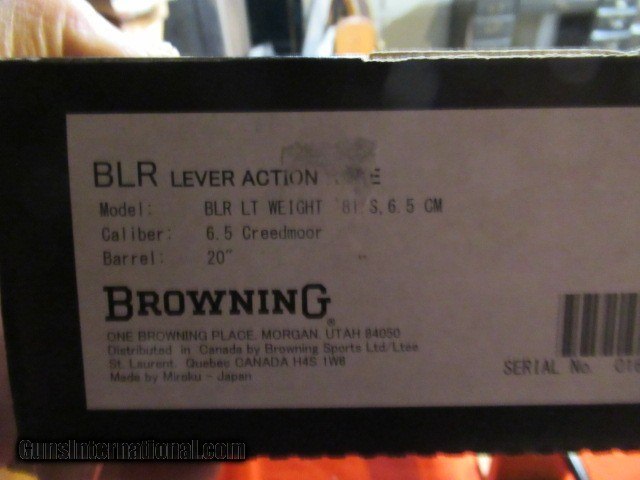 BLR LEVER ACTION
Model: BLR LT WEIGHT '81 S, 6.5 CM
Caliber: 6.5 Creedmoor
Barrel: 20"
BROWNING®
ONE BROWNING PLACE, MORGAN, UTAH 84050
Distributed in Canada by Browning Sports Ltd/Ltee
St. Laurent, Quebec CANADA H4S 1W6
Made by Miroku - Japan
SERIAL No.
GunsInternational.com